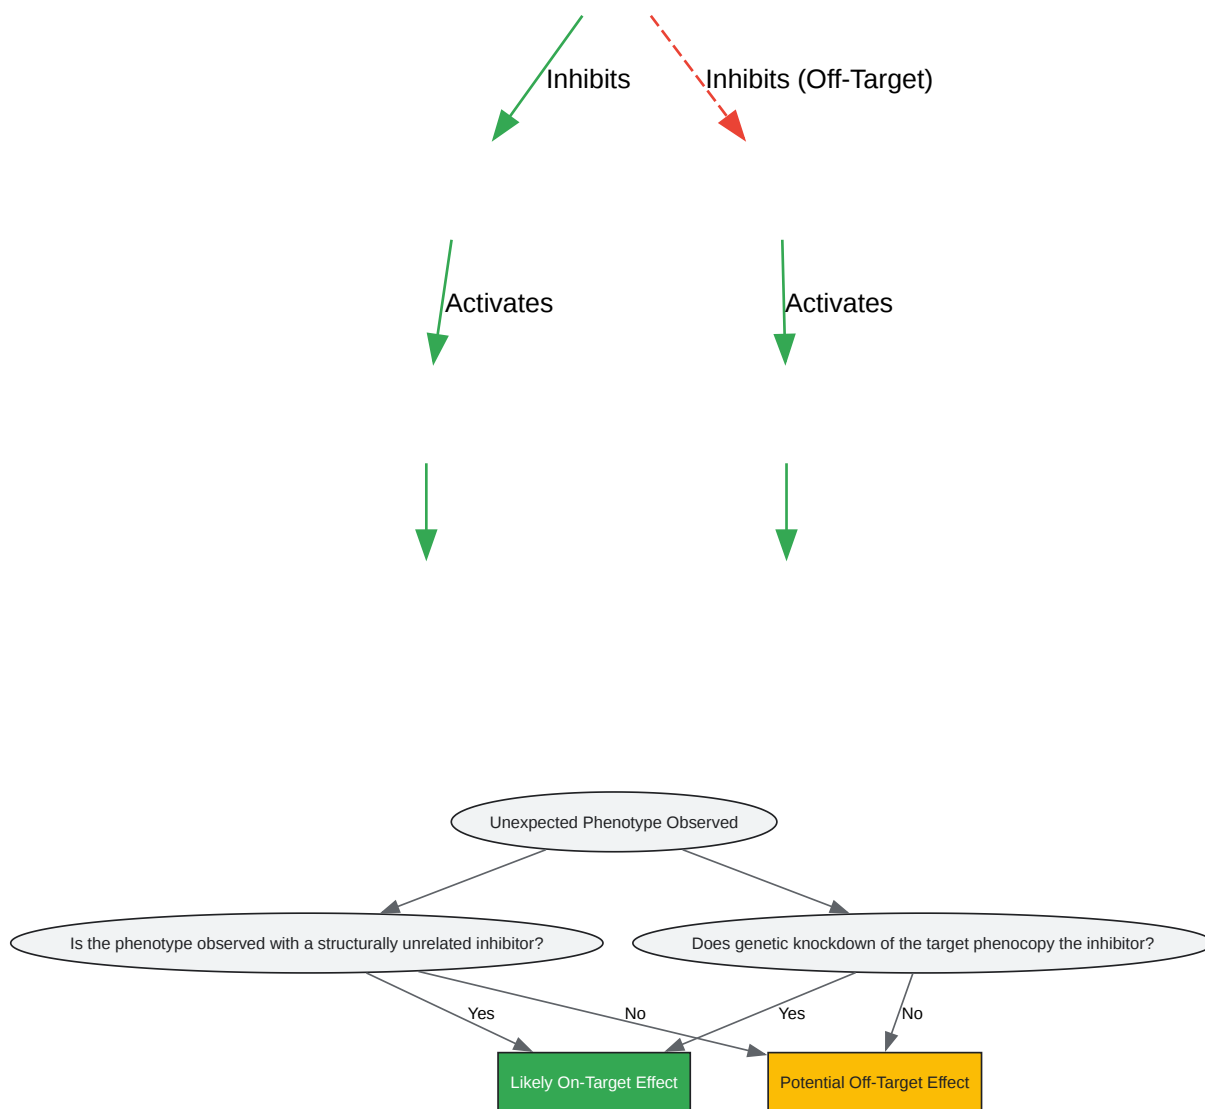 Inhibits
Inhibits (Off-Target)
Activates
Activates
Unexpected Phenotype Observed
Is the phenotype observed with a structurally unrelated inhibitor?
Does genetic knockdown of the target phenocopy the inhibitor?
Yes
No
Yes
No
Likely On-Target Effect
Potential Off-Target Effect